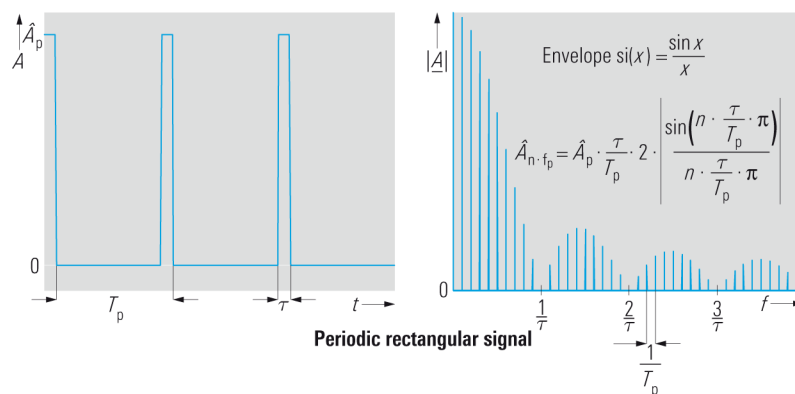 Â_p
A
0
T_p
τ
t
|A|
Envelope si(x) = sin x / x
Â_{n·f_p} = Â_p · τ/T_p · 2 · | sin(n · τ/T_p · π) / (n · τ/T_p · π) |
0
1/τ
2/τ
3/τ
f
1/T_p
Periodic rectangular signal